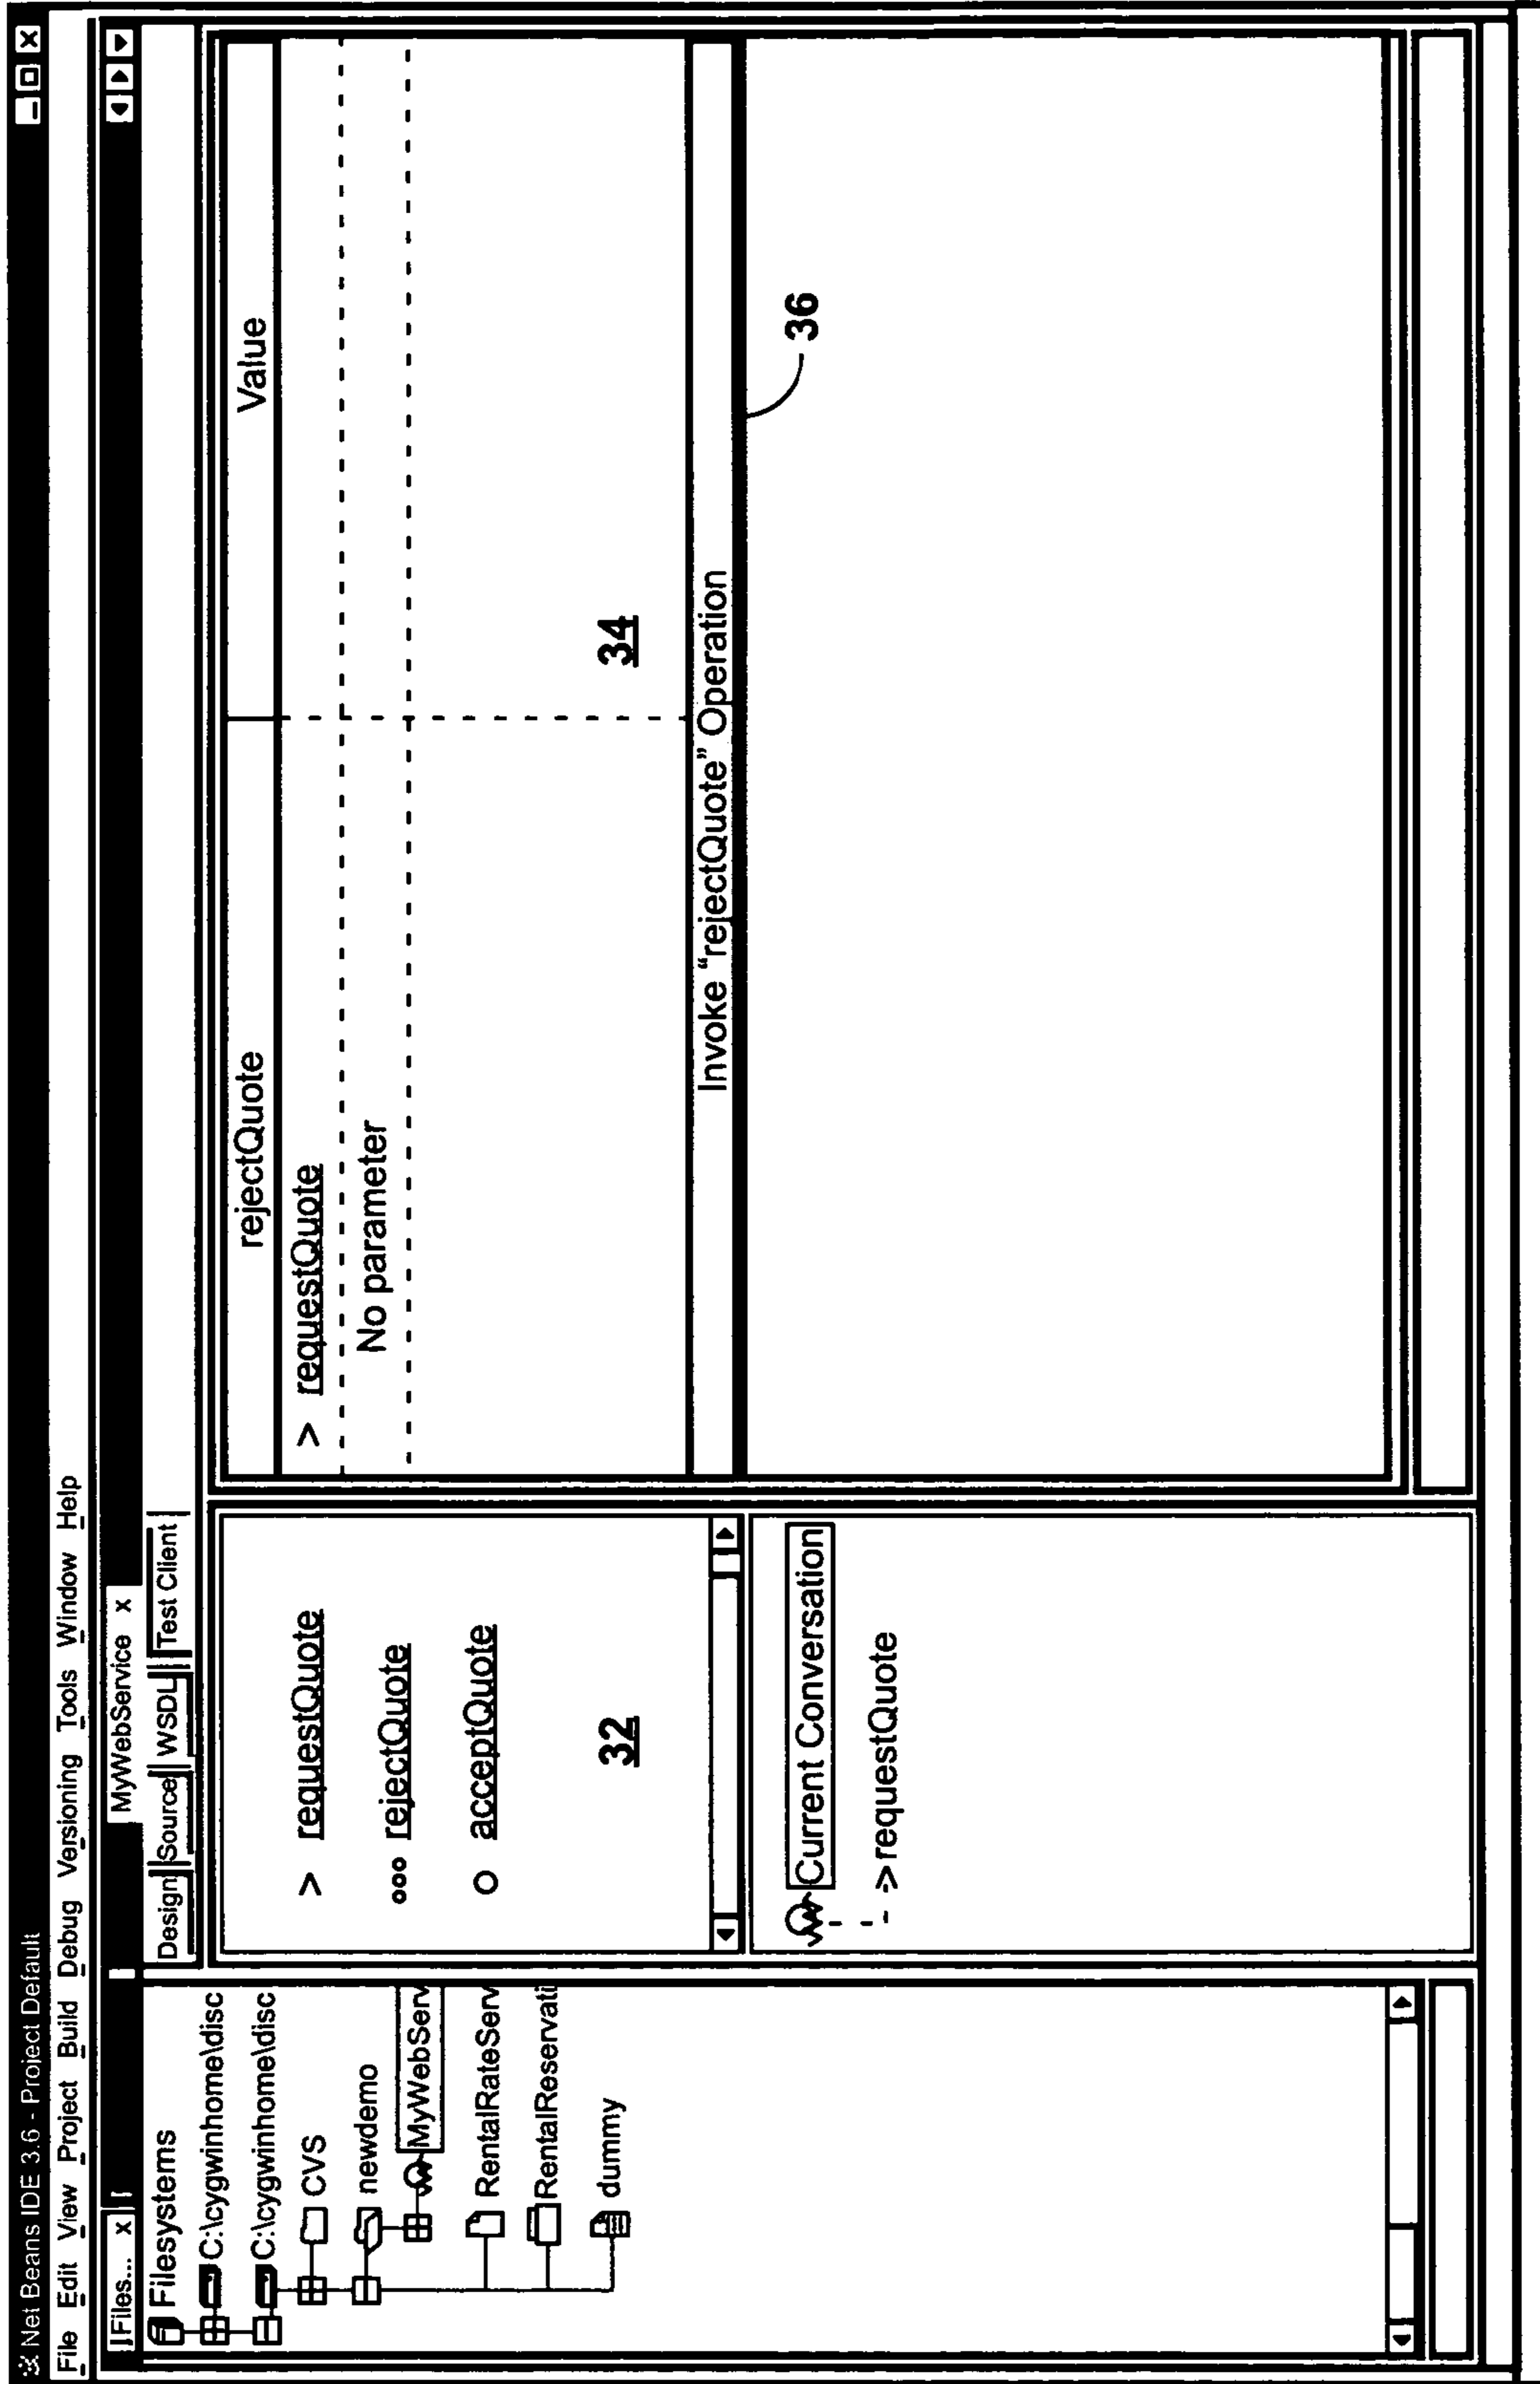 Net Beans IDE 3.6 - Project Default
File Edit View Project Build Debug Versioning Tools Window Help
Files... x
MyWebService x
Design Source WSDL Test Client
Filesystems
C:\cygwinhome\disc
C:\cygwinhome\disc
CVS
newdemo
MyWebServ
RentalRateServ
RentalReservati
dummy
> requestQuote
rejectQuote
acceptQuote
32
Current Conversation
->requestQuote
rejectQuote Value
> requestQuote
No parameter
34
Invoke “rejectQuote” Operation
36